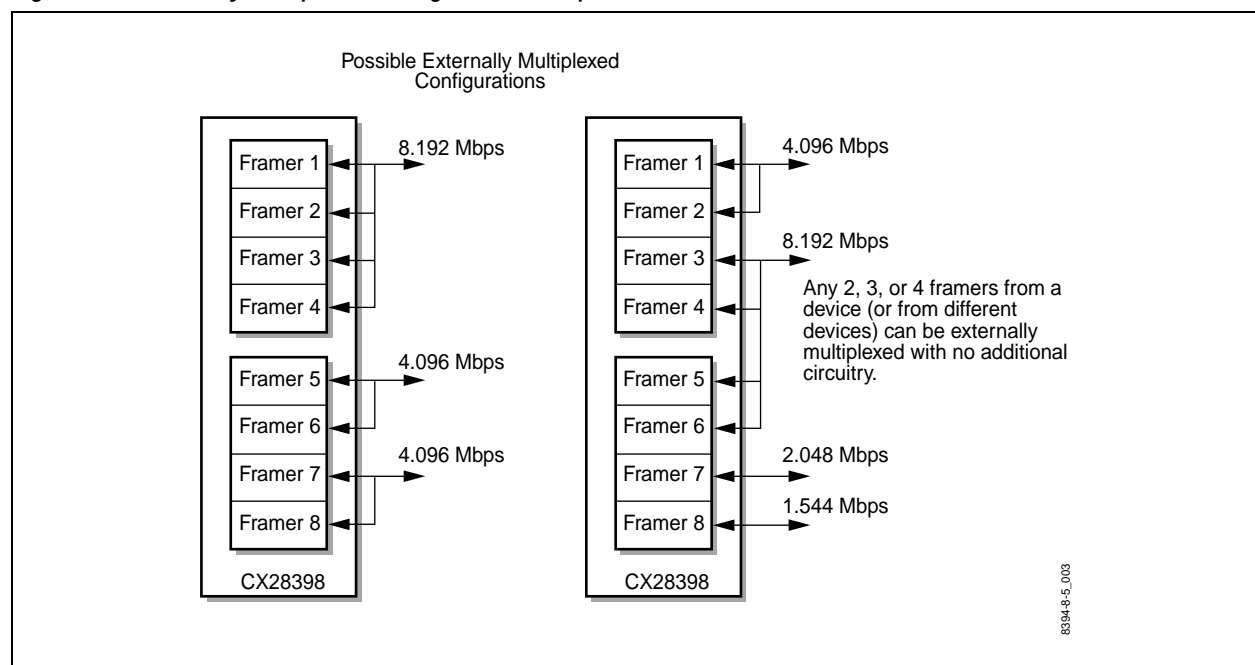 Possible Externally Multiplexed
Configurations
Framer 1
Framer 2
Framer 3
Framer 4
Framer 5
Framer 6
Framer 7
Framer 8
CX28398
8.192 Mbps
4.096 Mbps
4.096 Mbps
Framer 1
Framer 2
Framer 3
Framer 4
Framer 5
Framer 6
Framer 7
Framer 8
CX28398
4.096 Mbps
8.192 Mbps
Any 2, 3, or 4 framers from a
device (or from different
devices) can be externally
multiplexed with no additional
circuitry.
2.048 Mbps
1.544 Mbps
8394-8-5_003